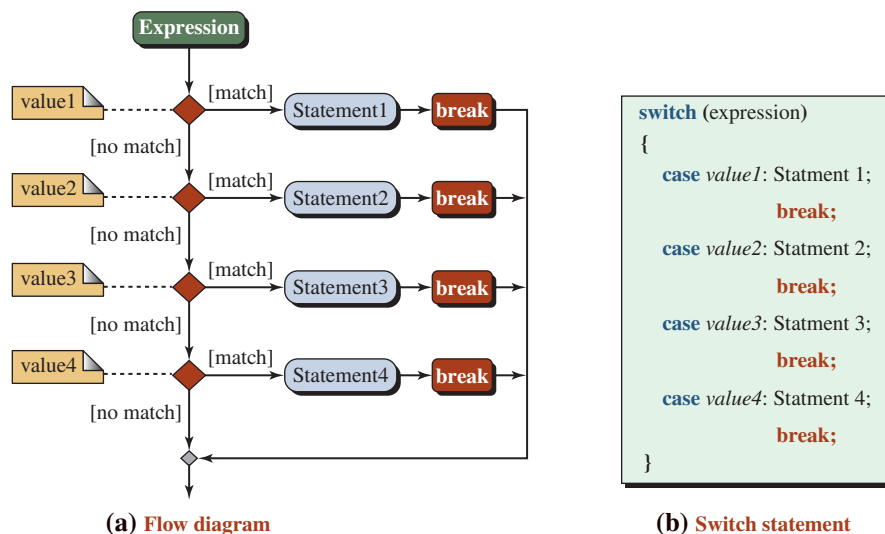 Expression
value1
[match]
Statement1
break
[no match]
value2
[match]
Statement2
break
[no match]
value3
[match]
Statement3
break
[no match]
value4
[match]
Statement4
break
[no match]
(a) Flow diagram
switch (expression)
{
case value1: Statment 1;
break;
case value2: Statment 2;
break;
case value3: Statment 3;
break;
case value4: Statment 4;
break;
}
(b) Switch statement